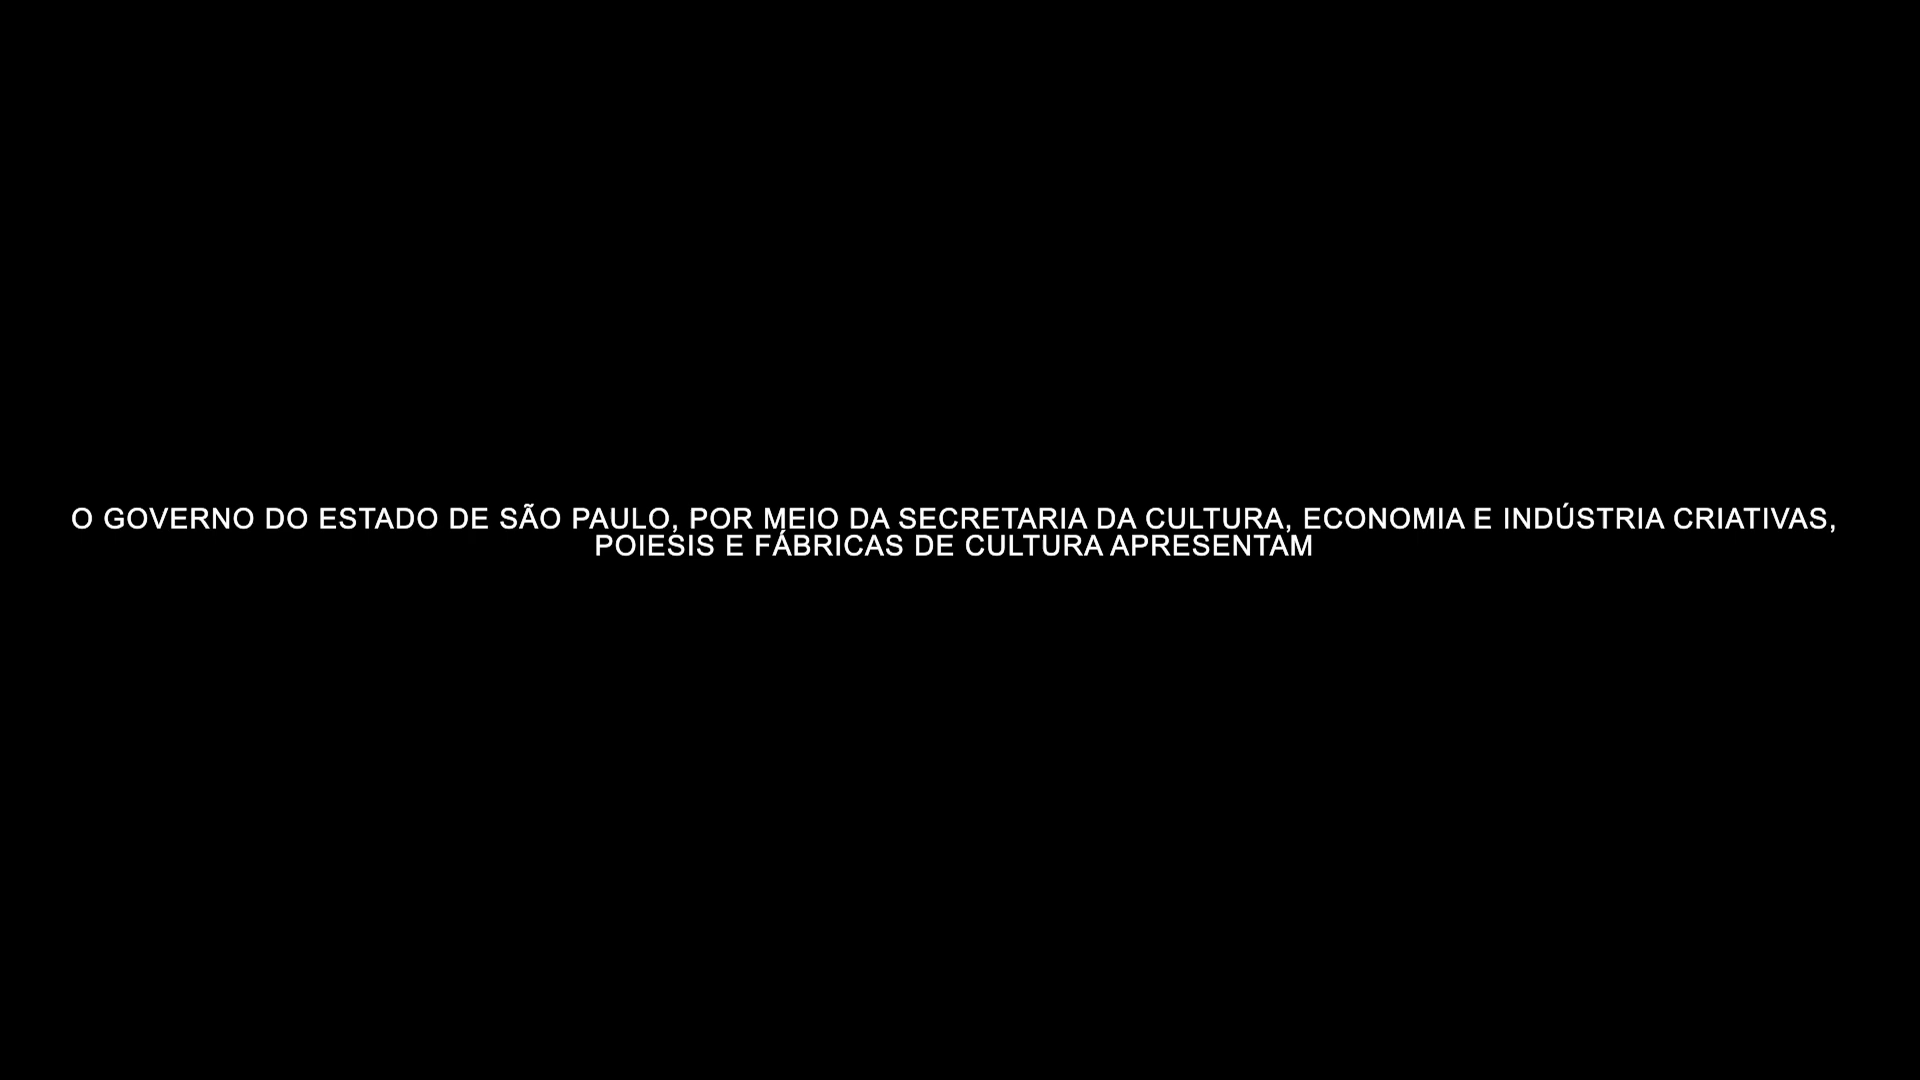 O GOVERNO DO ESTADO DE SÃO PAULO, POR MEIO DA SECRETARIA DA CULTURA, ECONOMIA E INDÚSTRIA CRIATIVAS,
POIESIS E FÁBRICAS DE CULTURA APRESENTAM